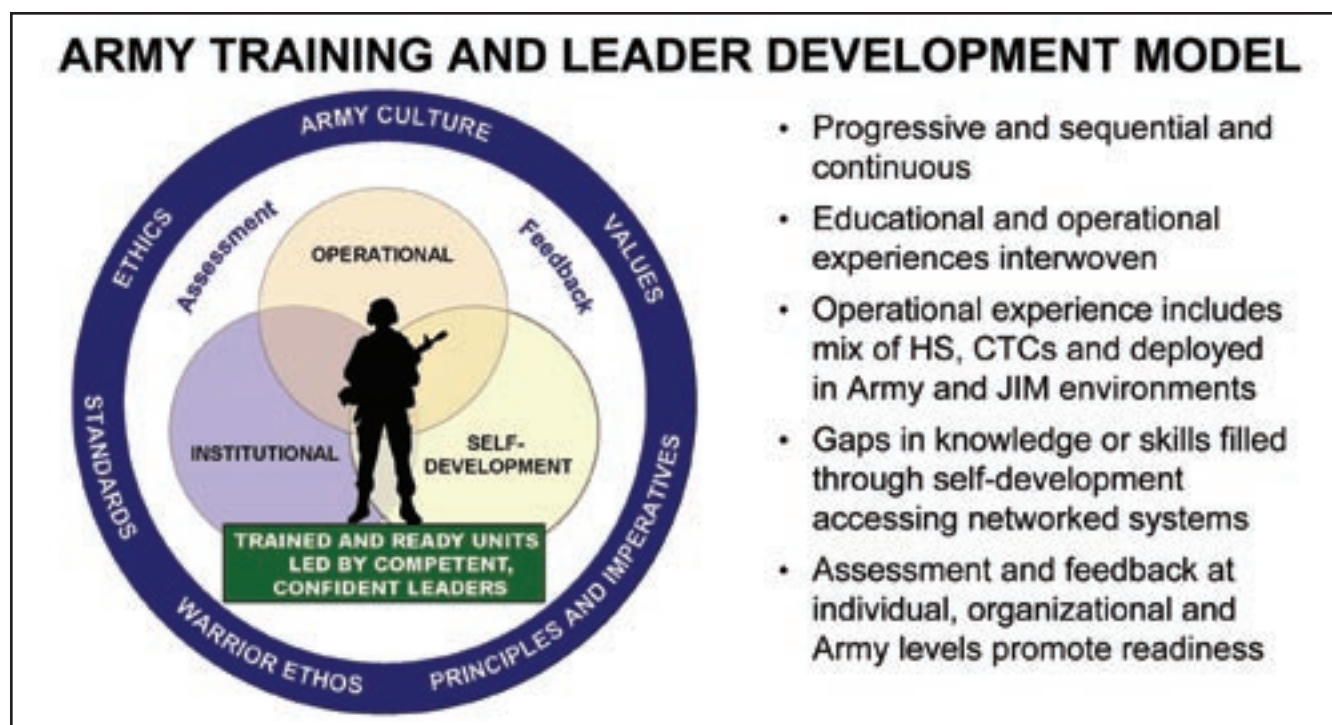 ARMY TRAINING AND LEADER DEVELOPMENT MODEL
ARMY CULTURE
VALUES
PRINCIPLES AND IMPERATIVES
WARRIOR ETHOS
STANDARDS
ETHICS
Assessment
Feedback
OPERATIONAL
INSTITUTIONAL
SELF-
DEVELOPMENT
TRAINED AND READY UNITS
LED BY COMPETENT,
CONFIDENT LEADERS
• Progressive and sequential and
continuous
• Educational and operational
experiences interwoven
• Operational experience includes
mix of HS, CTCs and deployed
in Army and JIM environments
• Gaps in knowledge or skills filled
through self-development
accessing networked systems
• Assessment and feedback at
individual, organizational and
Army levels promote readiness